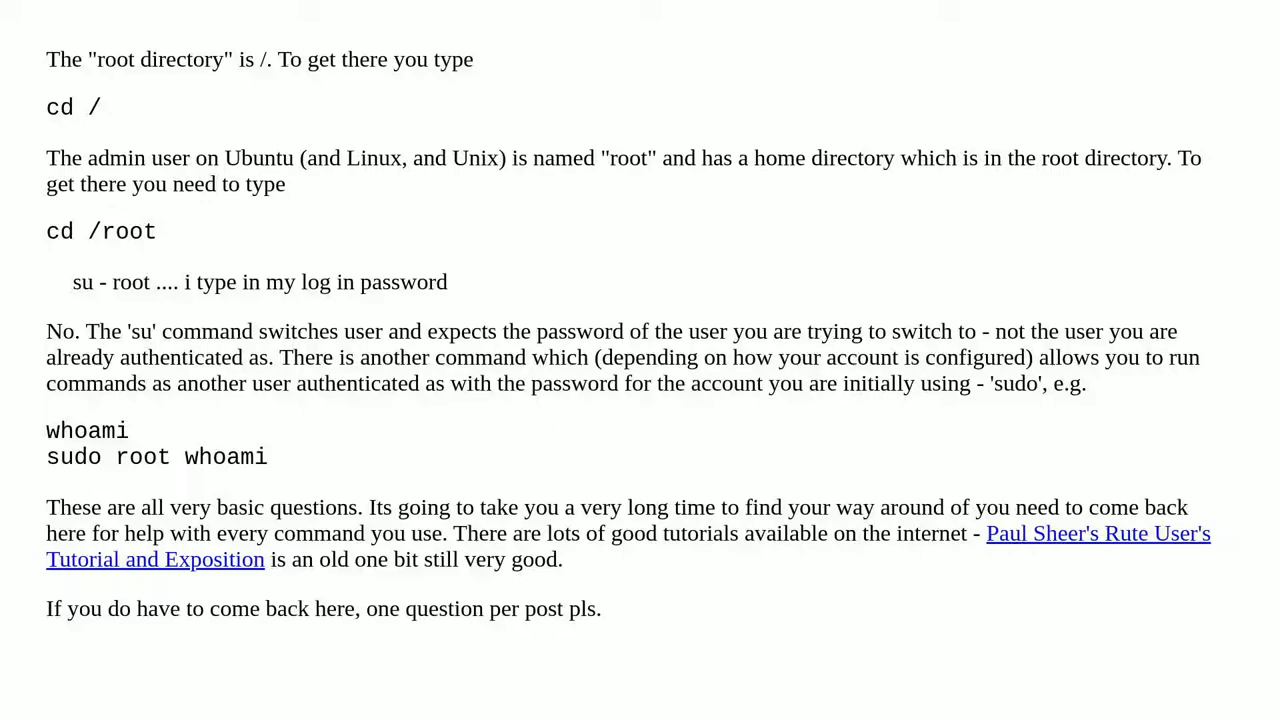 The "root directory" is /. To get there you type
cd /
The admin user on Ubuntu (and Linux, and Unix) is named "root" and has a home directory which is in the root directory. To
get there you need to type
cd /root
su - root .... i type in my log in password
No. The 'su' command switches user and expects the password of the user you are trying to switch to - not the user you are
already authenticated as. There is another command which (depending on how your account is configured) allows you to run
commands as another user authenticated as with the password for the account you are initially using - 'sudo', e.g.
whoami
sudo root whoami
These are all very basic questions. Its going to take you a very long time to find your way around of you need to come back
here for help with every command you use. There are lots of good tutorials available on the internet - Paul Sheer's Rute User's
Tutorial and Exposition is an old one bit still very good.
If you do have to come back here, one question per post pls.